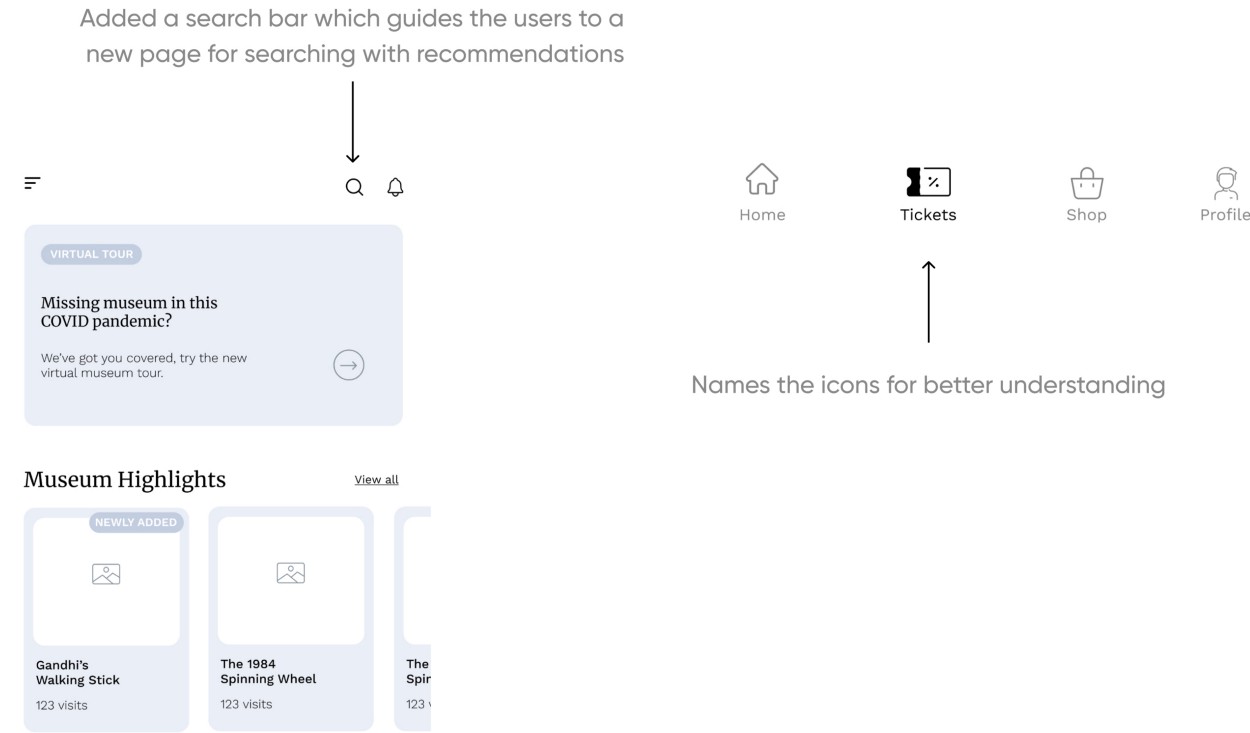 Added a search bar which guides the users to a
new page for searching with recommendations
VIRTUAL TOUR
Missing museum in this
COVID pandemic?
We've got you covered, try the new
virtual museum tour.
Museum Highlights
View all
NEWLY ADDED
Gandhi's
Walking Stick
123 visits
The 1984
Spinning Wheel
123 visits
The
Spin
123 v
Home
Tickets
Shop
Profile
Names the icons for better understanding